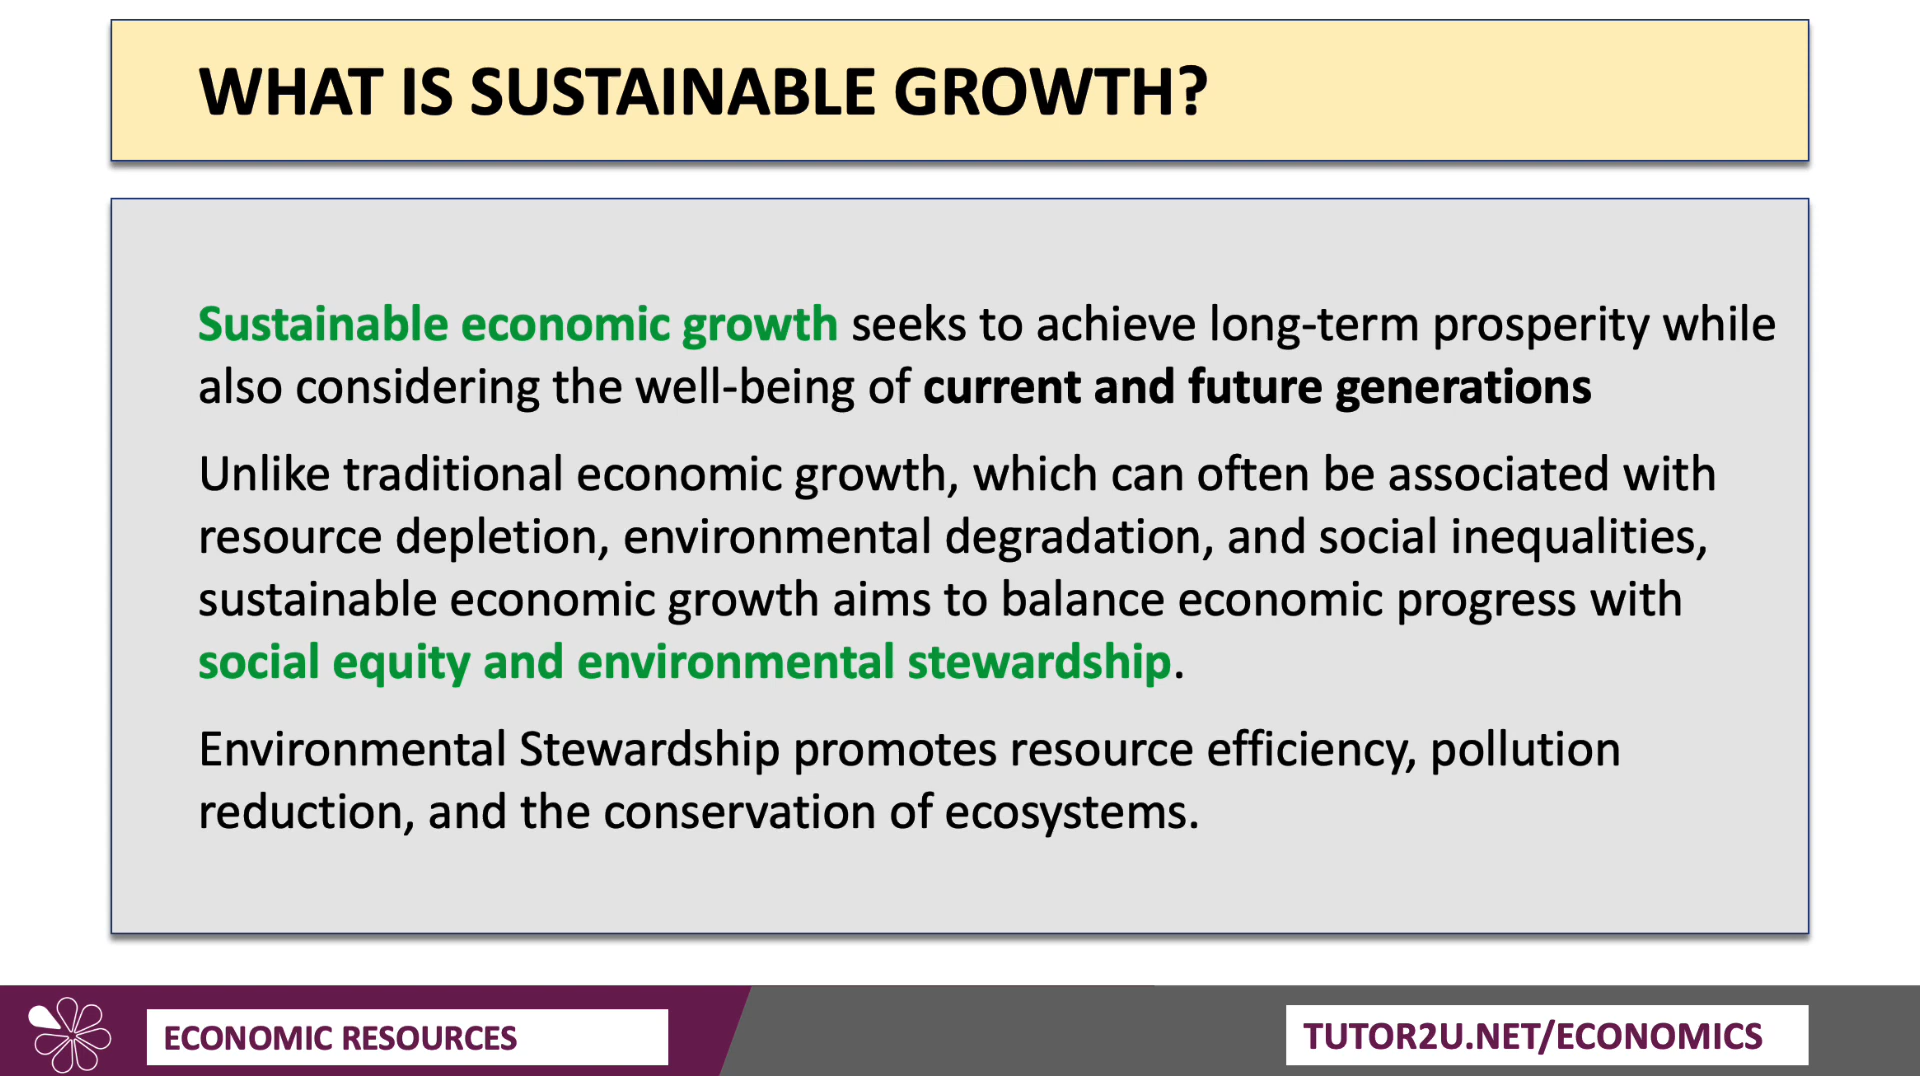 WHAT IS SUSTAINABLE GROWTH?
Sustainable economic growth seeks to achieve long-term prosperity while
also considering the well-being of current and future generations
Unlike traditional economic growth, which can often be associated with
resource depletion, environmental degradation, and social inequalities,
sustainable economic growth aims to balance economic progress with
social equity and environmental stewardship.
Environmental Stewardship promotes resource efficiency, pollution
reduction, and the conservation of ecosystems.
ECONOMIC RESOURCES
TUTOR2U.NET/ECONOMICS